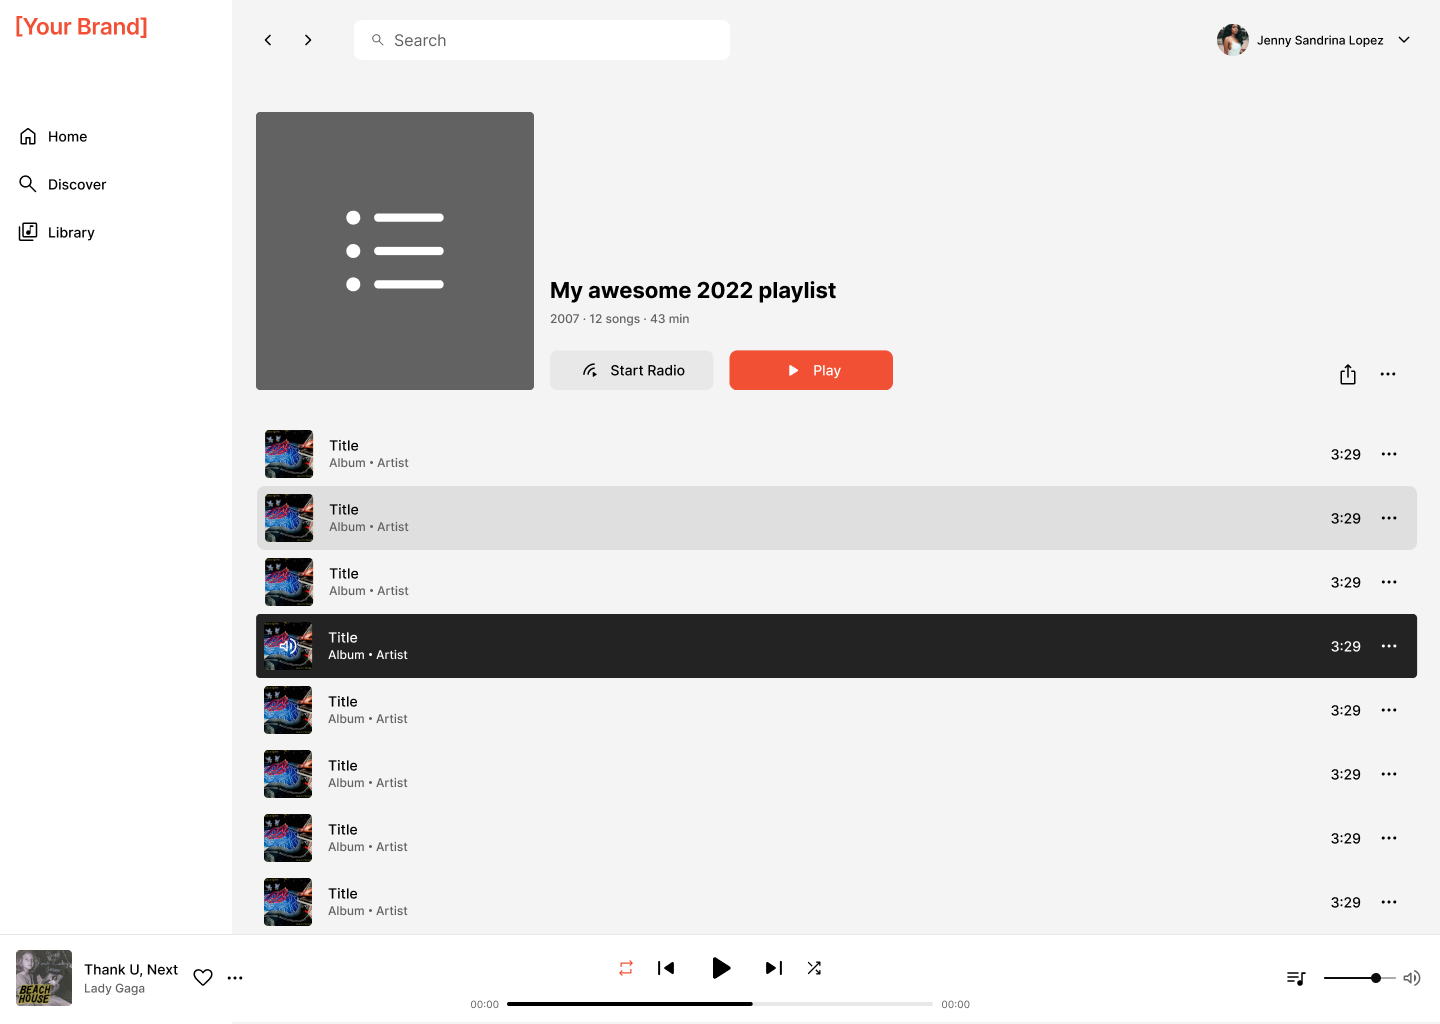 [Your Brand]
Search
Jenny Sandrina Lopez
Home
Discover
Library
My awesome 2022 playlist
2007 · 12 songs · 43 min
Start Radio
Play
Title
Album • Artist
3:29
Title
Album • Artist
3:29
Title
Album • Artist
3:29
Title
Album • Artist
3:29
Title
Album • Artist
3:29
Title
Album • Artist
3:29
Title
Album • Artist
3:29
Title
Album • Artist
3:29
BEACH
HOUSE
Thank U, Next
Lady Gaga
00:00
00:00